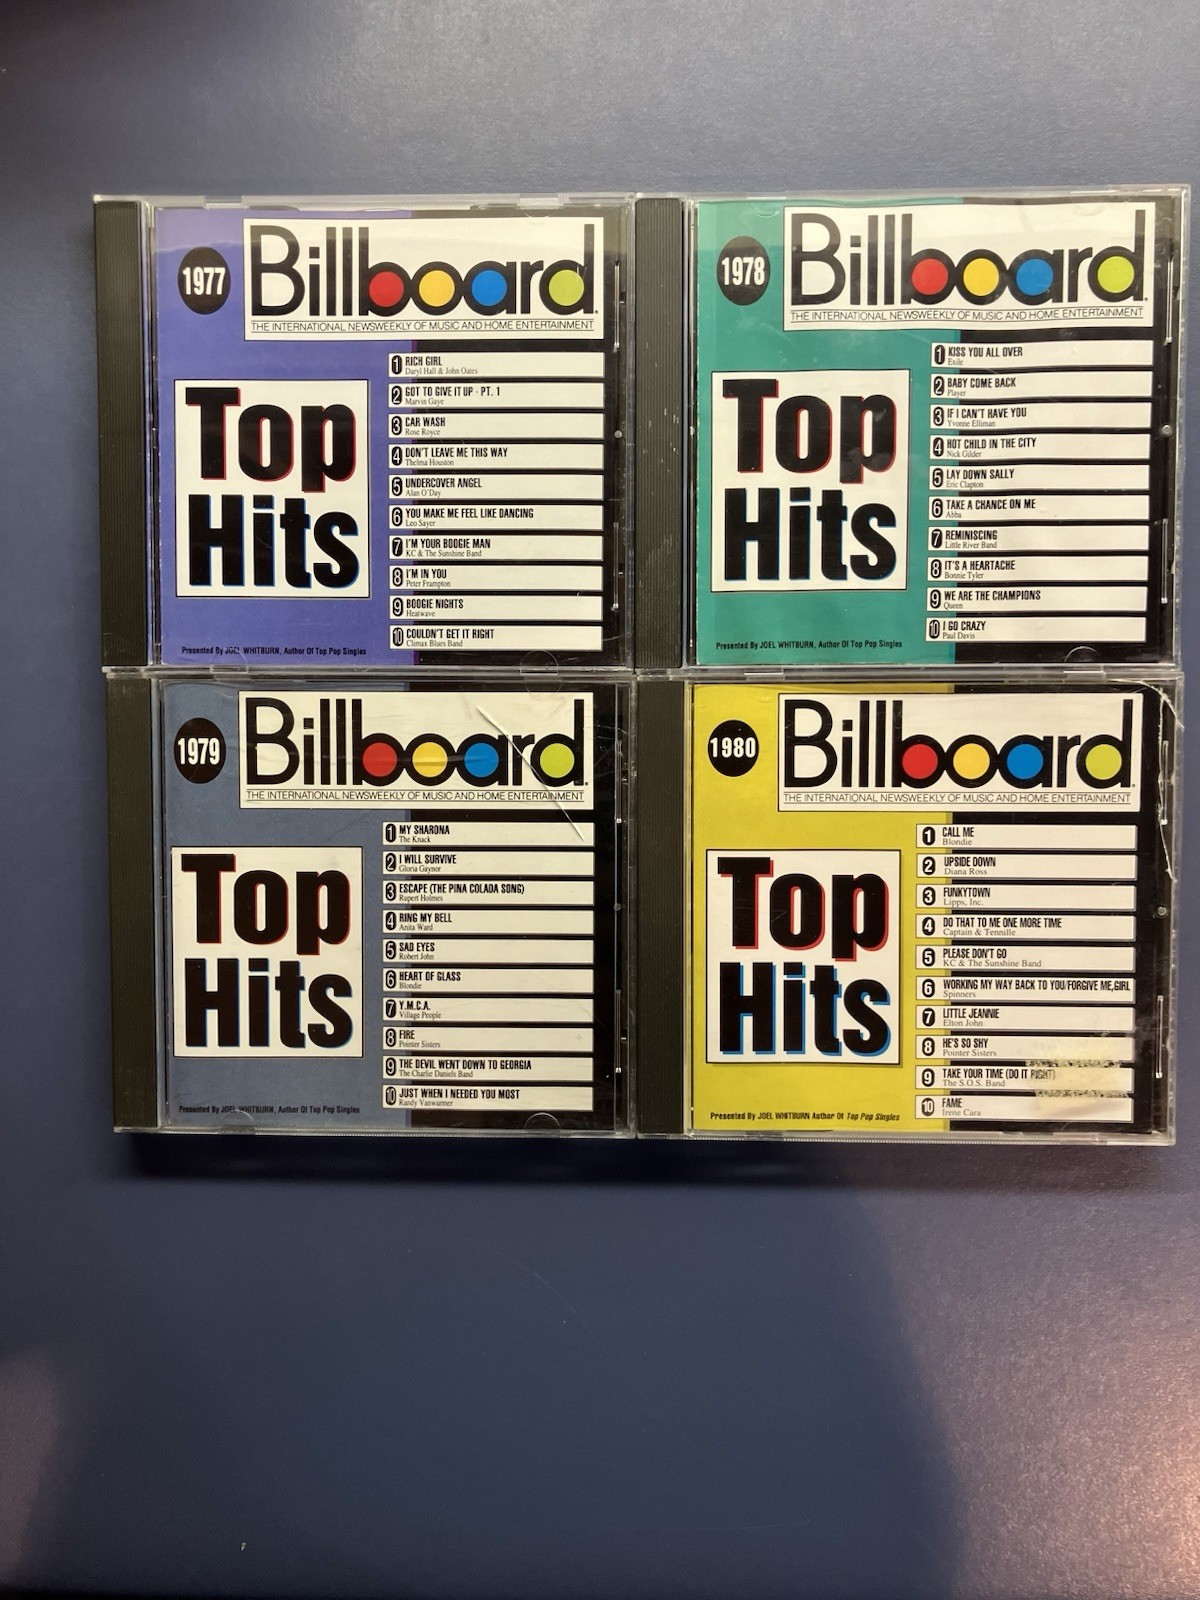 1977
Billboard
THE INTERNATIONAL NEWSWEEKLY OF MUSIC AND HOME ENTERTAINMENT
Top
Hits
1 RICH GIRL
Daryl Hall & John Oates
2 GOT TO GIVE IT UP - PT. 1
Marvin Gaye
3 CAR WASH
Rose Royce
4 DON'T LEAVE ME THIS WAY
Thelma Houston
5 UNDERCOVER ANGEL
Alan O'Day
6 YOU MAKE ME FEEL LIKE DANCING
Leo Sayer
7 I'M YOUR BOOGIE MAN
KC & The Sunshine Band
8 I'M IN YOU
Peter Frampton
9 BOOGIE NIGHTS
Heatwave
10 COULDN'T GET IT RIGHT
Climax Blues Band
Presented By JOEL WHITBURN, Author Of Top Pop Singles
1978
Billboard
THE INTERNATIONAL NEWSWEEKLY OF MUSIC AND HOME ENTERTAINMENT
Top
Hits
1 KISS YOU ALL OVER
Exile
2 BABY COME BACK
Player
3 IF I CAN'T HAVE YOU
Yvonne Elliman
4 HOT CHILD IN THE CITY
Nick Gilder
5 LAY DOWN SALLY
Eric Clapton
6 TAKE A CHANCE ON ME
Abba
7 REMINISCING
Little River Band
8 IT'S A HEARTACHE
Bonnie Tyler
9 WE ARE THE CHAMPIONS
Queen
10 I GO CRAZY
Paul Davis
Presented By JOEL WHITBURN, Author Of Top Pop Singles
1979
Billboard
THE INTERNATIONAL NEWSWEEKLY OF MUSIC AND HOME ENTERTAINMENT
Top
Hits
1 MY SHARONA
The Knack
2 I WILL SURVIVE
Gloria Gaynor
3 ESCAPE (THE PINA COLADA SONG)
Rupert Holmes
4 RING MY BELL
Anita Ward
5 SAD EYES
Robert John
6 HEART OF GLASS
Blondie
7 Y.M.C.A.
Village People
8 FIRE
Pointer Sisters
9 THE DEVIL WENT DOWN TO GEORGIA
The Charlie Daniels Band
10 JUST WHEN I NEEDED YOU MOST
Randy Vanwarmer
Presented By JOEL WHITBURN, Author Of Top Pop Singles
1980
Billboard
THE INTERNATIONAL NEWSWEEKLY OF MUSIC AND HOME ENTERTAINMENT
Top
Hits
1 CALL ME
Blondie
2 UPSIDE DOWN
Diana Ross
3 FUNKYTOWN
Lipps, Inc.
4 DO THAT TO ME ONE MORE TIME
Captain & Tennille
5 PLEASE DON'T GO
KC & The Sunshine Band
6 WORKING MY WAY BACK TO YOU/FORGIVE ME,GIRL
Spinners
7 LITTLE JEANNIE
Elton John
8 HE'S SO SHY
Pointer Sisters
9 TAKE YOUR TIME (DO IT RIGHT)
The S.O.S. Band
10 FAME
Irene Cara
Presented By JOEL WHITBURN Author Of Top Pop Singles